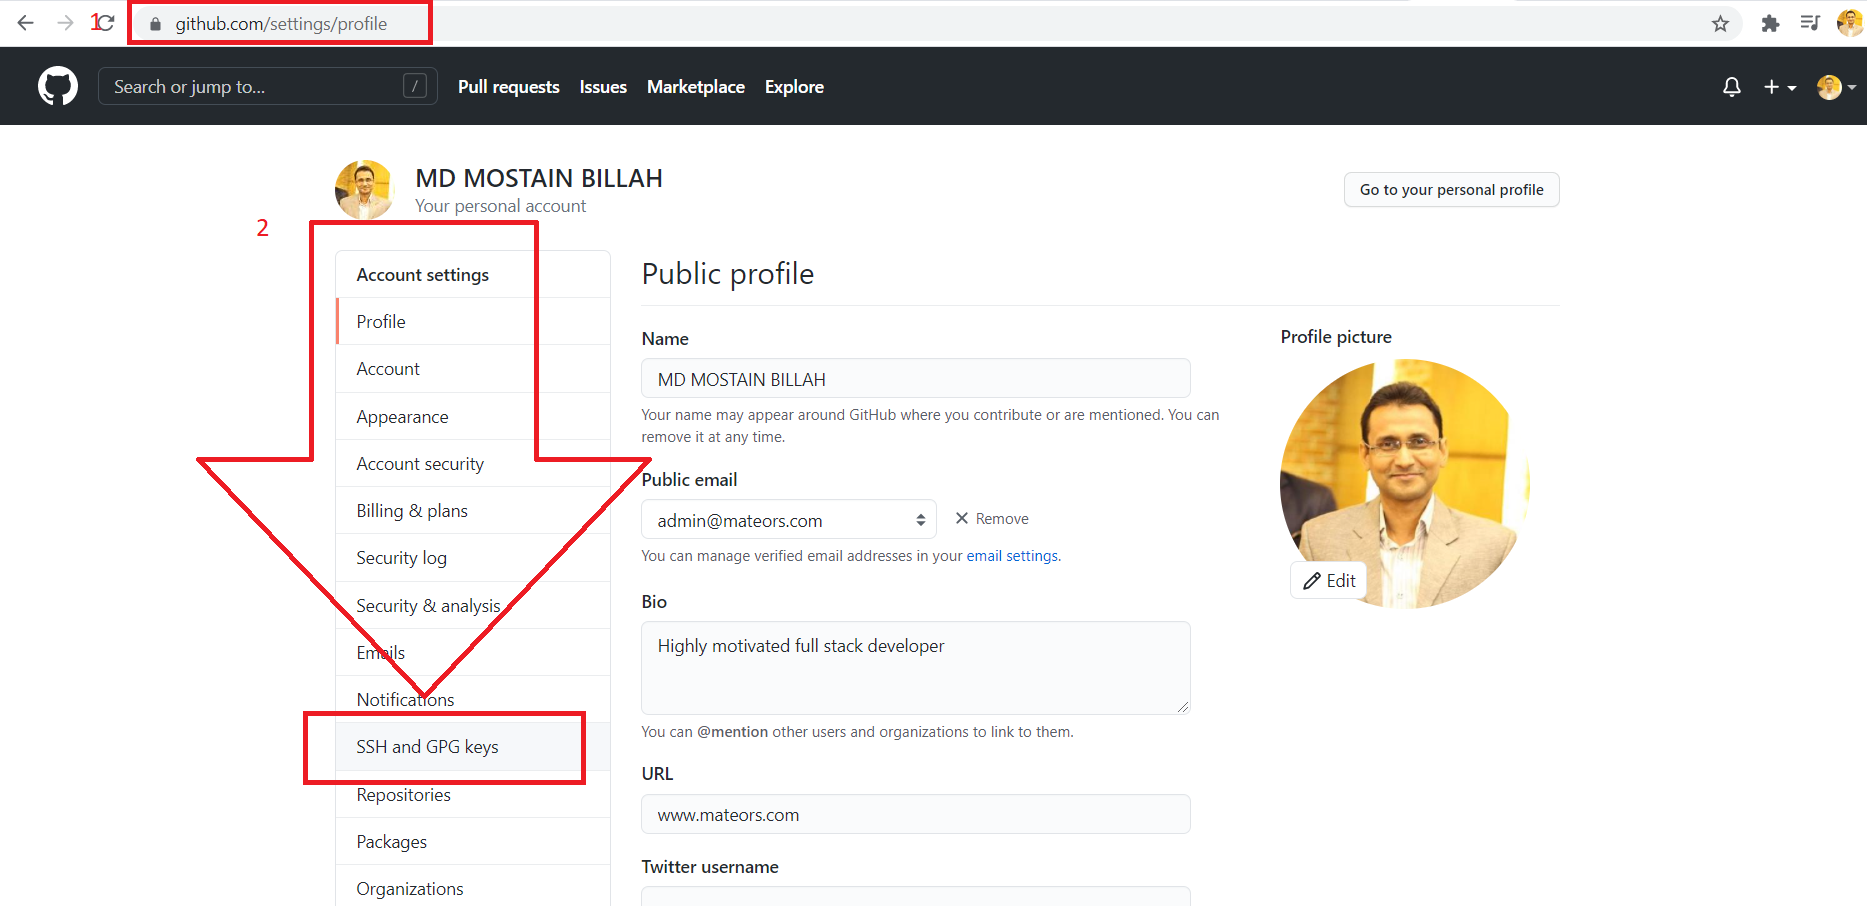 1
github.com/settings/profile
Search or jump to...
/
Pull requests
Issues
Marketplace
Explore
MD MOSTAIN BILLAH
Your personal account
Go to your personal profile
2
Account settings
Profile
Account
Appearance
Account security
Billing & plans
Security log
Security & analysis
Emails
Notifications
SSH and GPG keys
Repositories
Packages
Organizations
Public profile
Name
MD MOSTAIN BILLAH
Your name may appear around GitHub where you contribute or are mentioned. You can
remove it at any time.
Public email
admin@mateors.com
Remove
You can manage verified email addresses in your email settings.
Bio
Highly motivated full stack developer
You can @mention other users and organizations to link to them.
URL
www.mateors.com
Twitter username
Profile picture
Edit